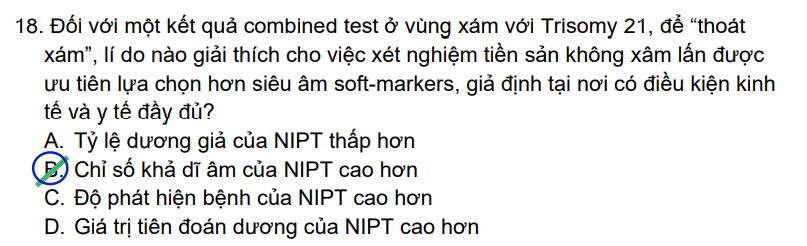 18. Đối với một kết quả combined test ở vùng xám với Trisomy 21, để “thoát
xám”, lí do nào giải thích cho việc xét nghiệm tiền sản không xâm lấn được
ưu tiên lựa chọn hơn siêu âm soft-markers, giả định tại nơi có điều kiện kinh
tế và y tế đầy đủ?
A. Tỷ lệ dương giả của NIPT thấp hơn
B. Chỉ số khả dĩ âm của NIPT cao hơn
C. Độ phát hiện bệnh của NIPT cao hơn
D. Giá trị tiên đoán dương của NIPT cao hơn